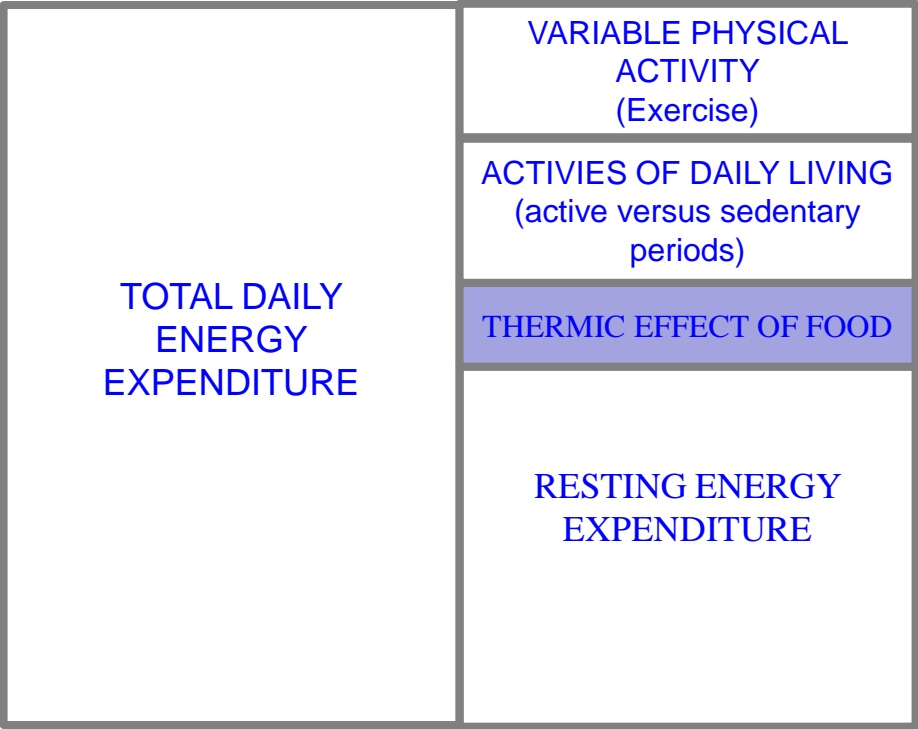 TOTAL DAILY
ENERGY
EXPENDITURE
VARIABLE PHYSICAL
ACTIVITY
(Exercise)
ACTIVIES OF DAILY LIVING
(active versus sedentary
periods)
THERMIC EFFECT OF FOOD
RESTING ENERGY
EXPENDITURE